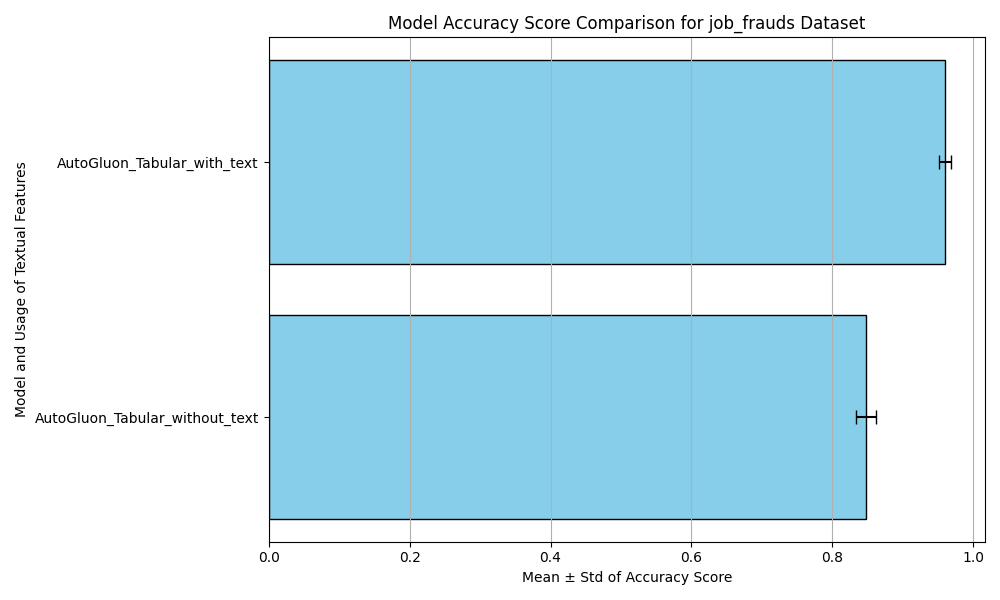 Model Accuracy Score Comparison for job_frauds Dataset
Model and Usage of Textual Features
AutoGluon_Tabular_with_text
AutoGluon_Tabular_without_text
0.0 0.2 0.4 0.6 0.8 1.0
Mean ± Std of Accuracy Score